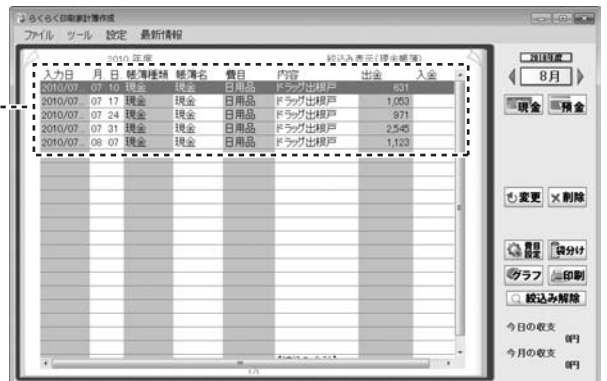 らくらく印刷家計簿作成
ファイル ツール 設定 最新情報
2010 年度 絞込み表示(現金帳簿)
入力日 月 日 帳簿種類 帳簿名 費目 内容 出金 入金
2010/07... 07 10 現金 現金 日用品 ドラッグ出根戸 631
2010/07... 07 17 現金 現金 日用品 ドラッグ出根戸 1,053
2010/07... 07 24 現金 現金 日用品 ドラッグ出根戸 971
2010/07... 07 31 現金 現金 日用品 ドラッグ出根戸 2,545
2010/07... 08 07 現金 現金 日用品 ドラッグ出根戸 1,123
1/1
2010年度
8月
現金 預金
変更 削除
費目設定 袋分け
グラフ 印刷
絞込み解除
今日の収支
0円
今月の収支
0円